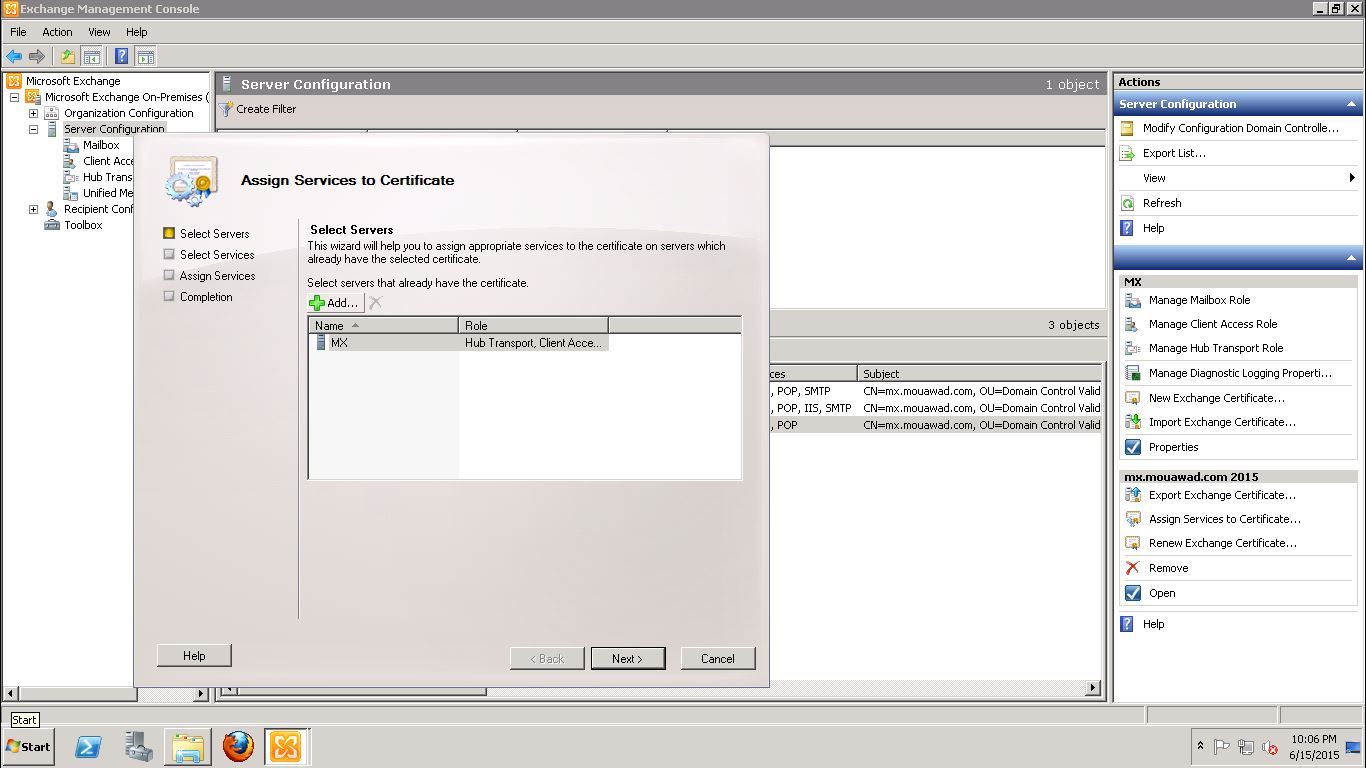 Exchange Management Console
File Action View Help
Microsoft Exchange
Microsoft Exchange On-Premises (
Organization Configuration
Server Configuration
Mailbox
Client Acce
Hub Trans
Unified Me
Recipient Conf
Toolbox
Server Configuration
1 object
Create Filter
Assign Services to Certificate
Select Servers
Select Services
Assign Services
Completion
Select Servers
This wizard will help you to assign appropriate services to the certificate on servers which
already have the selected certificate.
Select servers that already have the certificate.
Add...
Name Role
MX Hub Transport, Client Acce...
Help
< Back
Next >
Cancel
3 objects
ces Subject
, POP, SMTP CN=mx.mouawad.com, OU=Domain Control Valid
, POP, IIS, SMTP CN=mx.mouawad.com, OU=Domain Control Valid
, POP CN=mx.mouawad.com, OU=Domain Control Valid
Actions
Server Configuration
Modify Configuration Domain Controlle...
Export List...
View
Refresh
Help
MX
Manage Mailbox Role
Manage Client Access Role
Manage Hub Transport Role
Manage Diagnostic Logging Properti...
New Exchange Certificate...
Import Exchange Certificate...
Properties
mx.mouawad.com 2015
Export Exchange Certificate...
Assign Services to Certificate...
Renew Exchange Certificate...
Remove
Open
Help
Start
Start
10:06 PM
6/15/2015